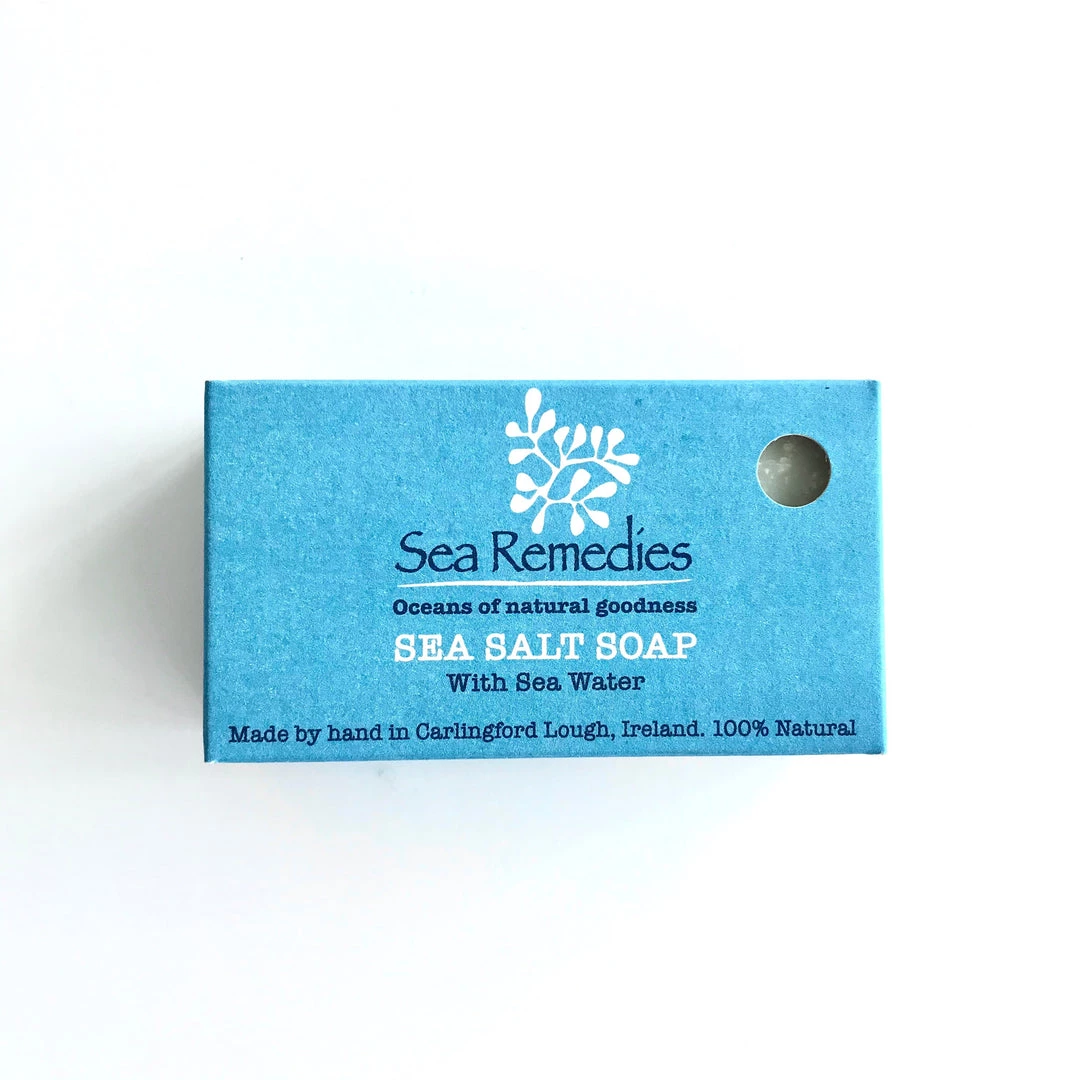 Sea Remedies
Oceans of natural goodness
SEA SALT SOAP
With Sea Water
Made by hand in Carlingford Lough, Ireland. 100% Natural